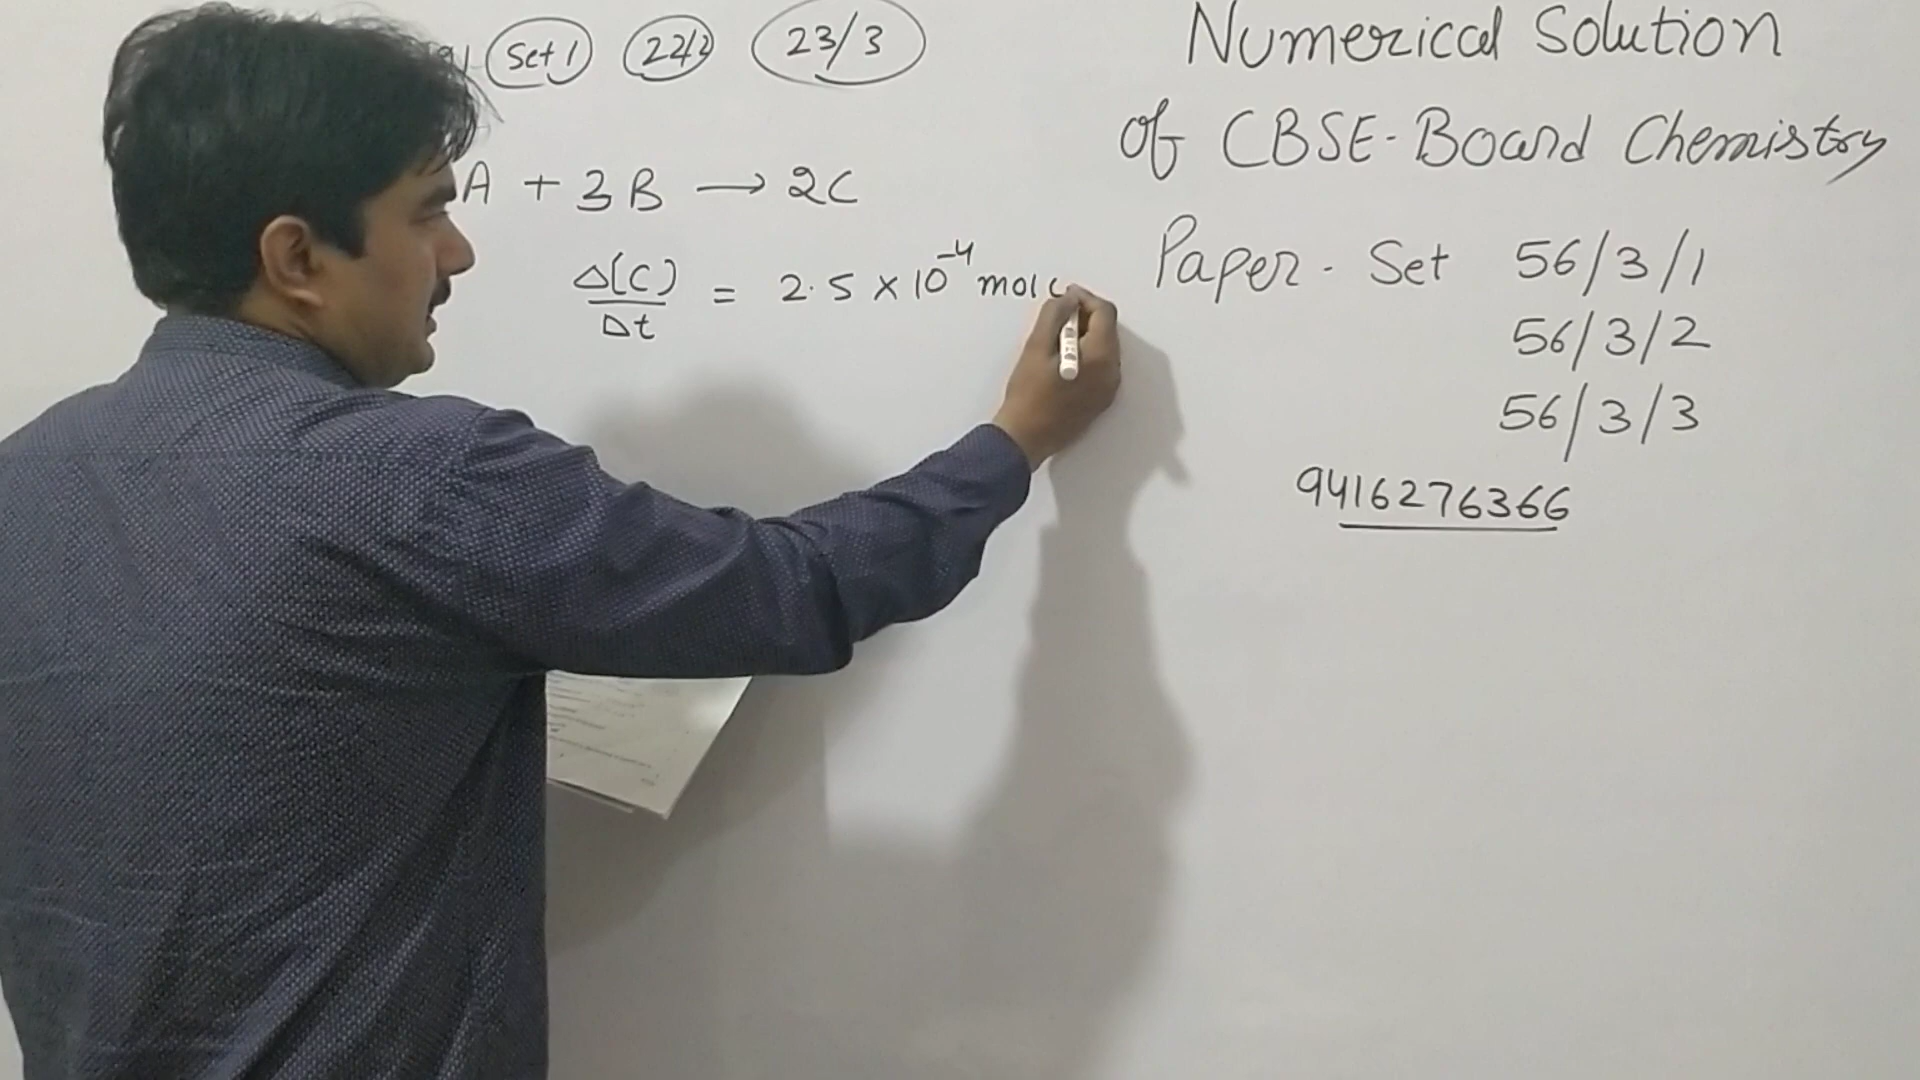 Set 1 22/2 23/3
A + 3B → 2C
Δ[C]/Δt = 2.5 × 10⁻⁴ mol
Numerical Solution
of CBSE-Board Chemistry
Paper - Set 56/3/1
56/3/2
56/3/3
9416276366